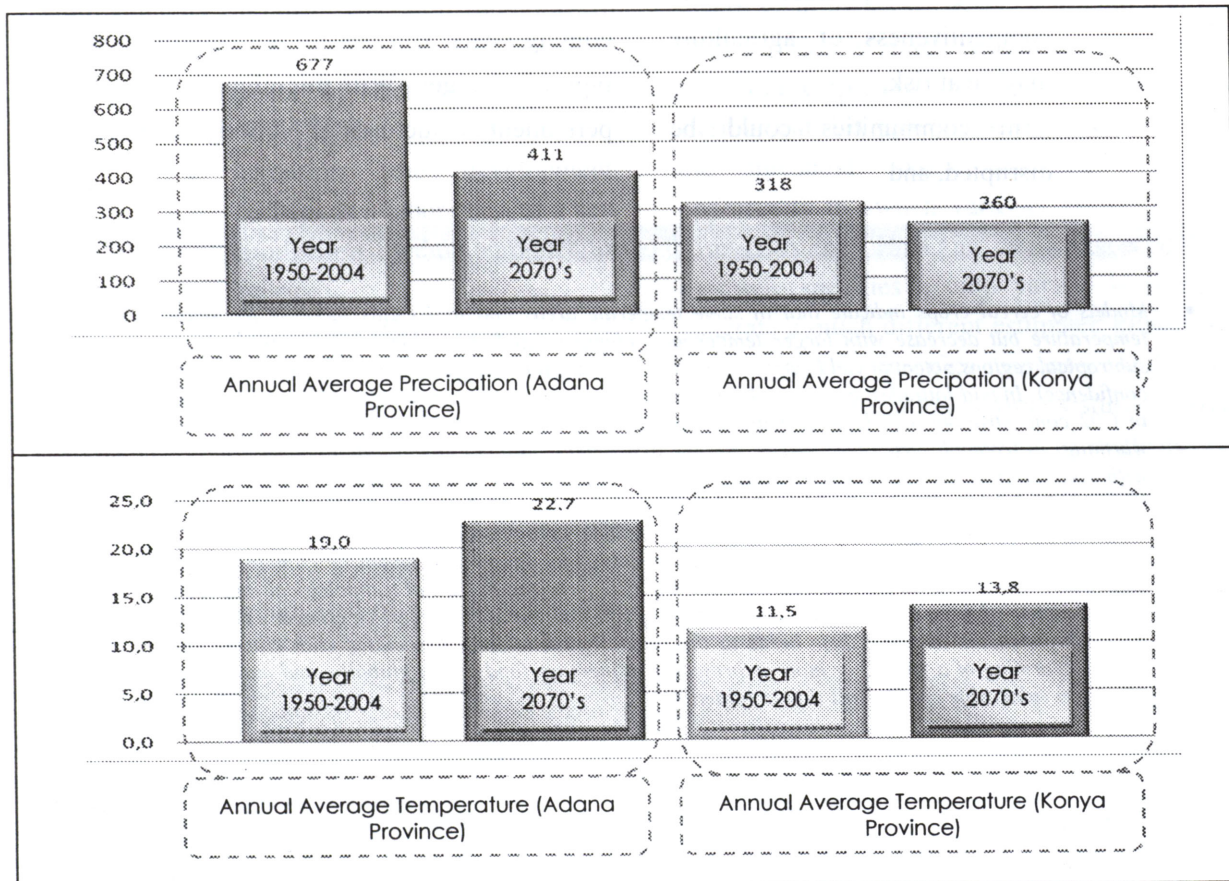 800
700
600
500
400
300
200
100
0
677
411
318
260
Year
1950-2004
Year
2070's
Year
1950-2004
Year
2070's
Annual Average Precipation (Adana
Province)
Annual Average Precipation (Konya
Province)
25,0
20,0
15,0
10,0
5,0
0,0
19,0
22,7
11,5
13,8
Year
1950-2004
Year
2070's
Year
1950-2004
Year
2070's
Annual Average Temperature (Adana
Province)
Annual Average Temperature (Konya
Province)